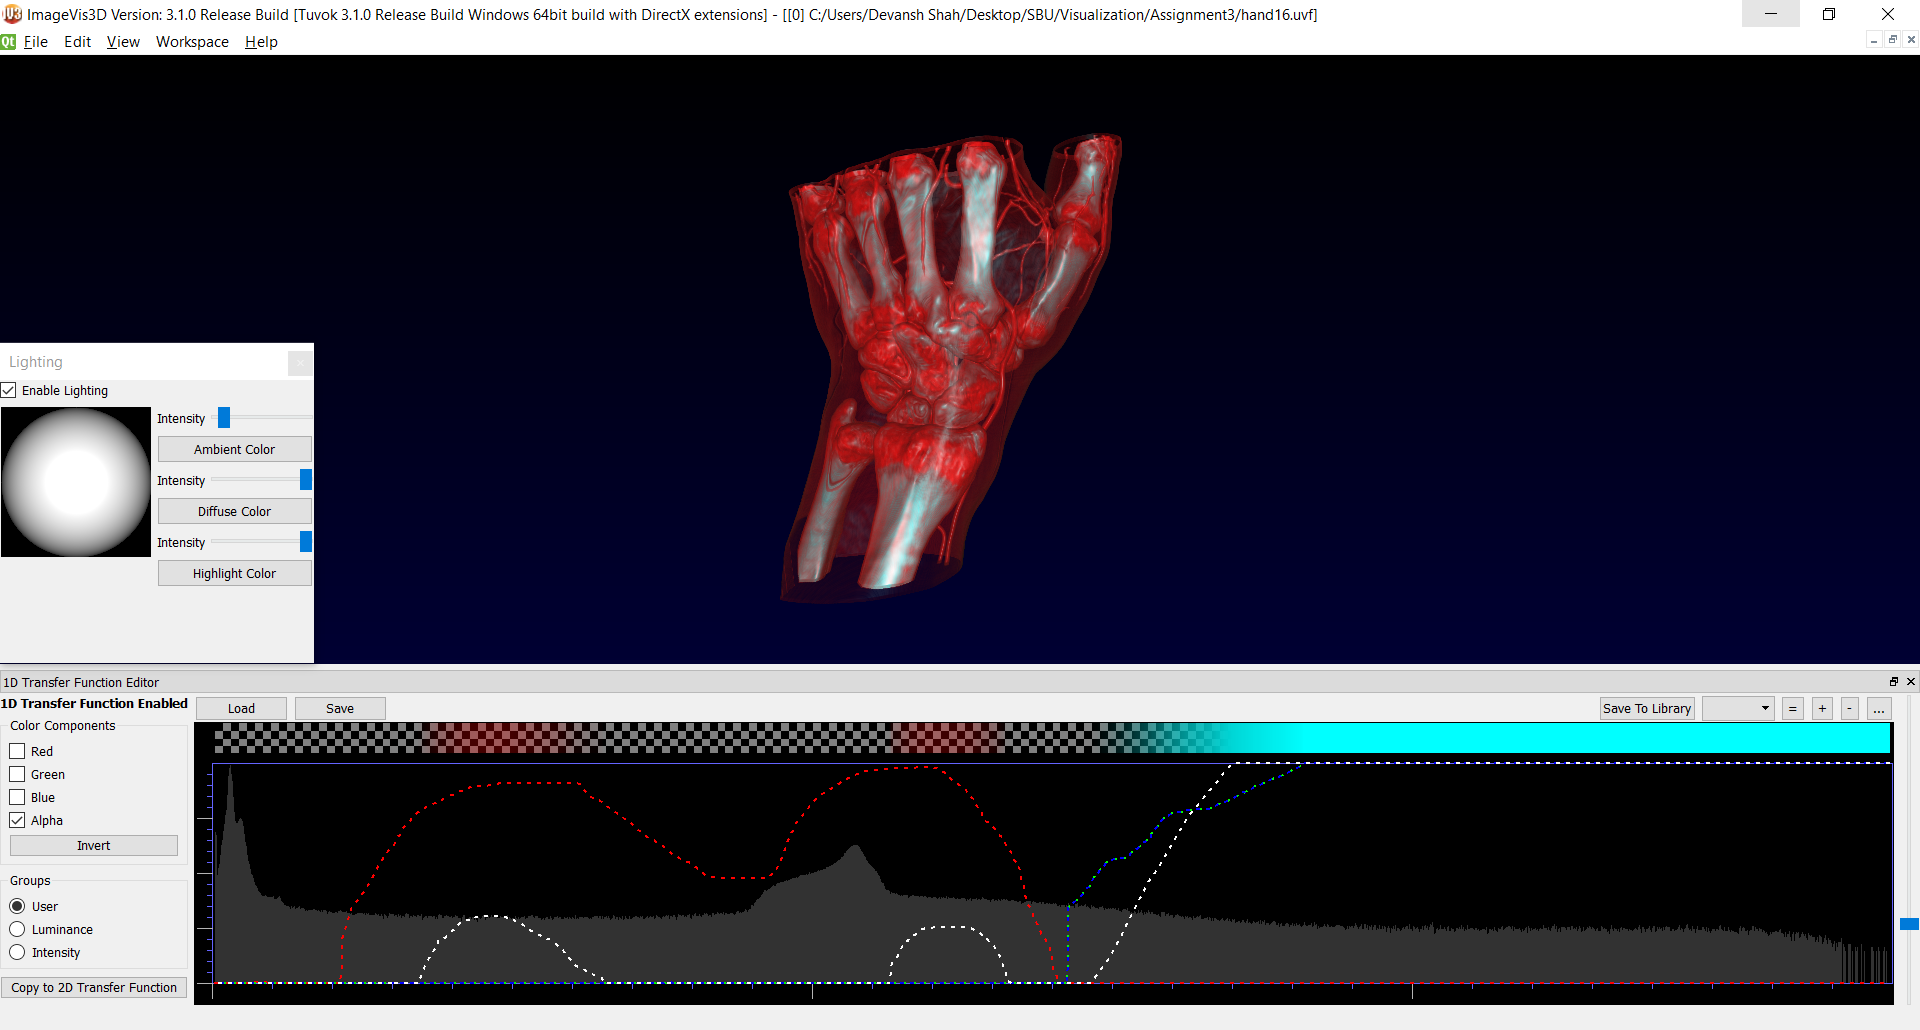 ImageVis3D Version: 3.1.0 Release Build [Tuvok 3.1.0 Release Build Windows 64bit build with DirectX extensions] - [[0] C:/Users/Devansh Shah/Desktop/SBU/Visualization/Assignment3/hand16.uvf]
Qt File Edit View Workspace Help
Lighting
Enable Lighting
Intensity
Ambient Color
Intensity
Diffuse Color
Intensity
Highlight Color
1D Transfer Function Editor
1D Transfer Function Enabled
Load Save Save To Library = + - ...
Color Components
Red
Green
Blue
Alpha
Invert
Groups
User
Luminance
Intensity
Copy to 2D Transfer Function